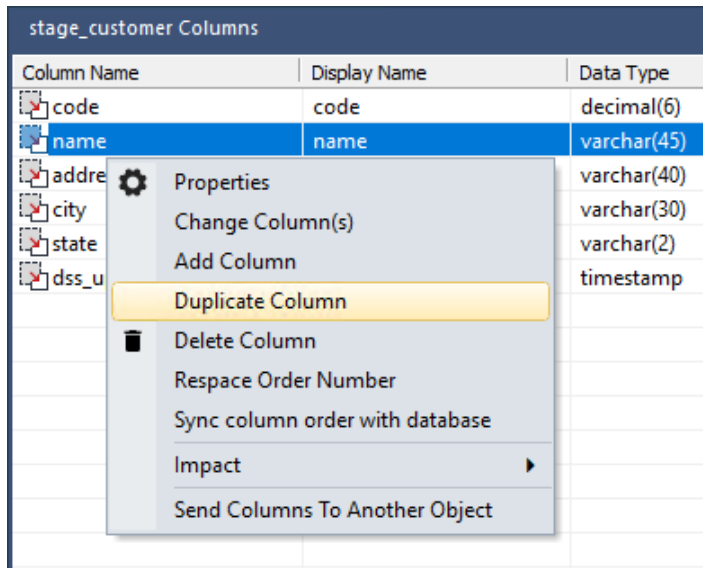 stage_customer Columns
Column Name Display Name Data Type
code code decimal(6)
name name varchar(45)
addre varchar(40)
Properties
city varchar(30)
Change Column(s)
state varchar(2)
Add Column
dss_u timestamp
Duplicate Column
Delete Column
Respace Order Number
Sync column order with database
Impact
Send Columns To Another Object